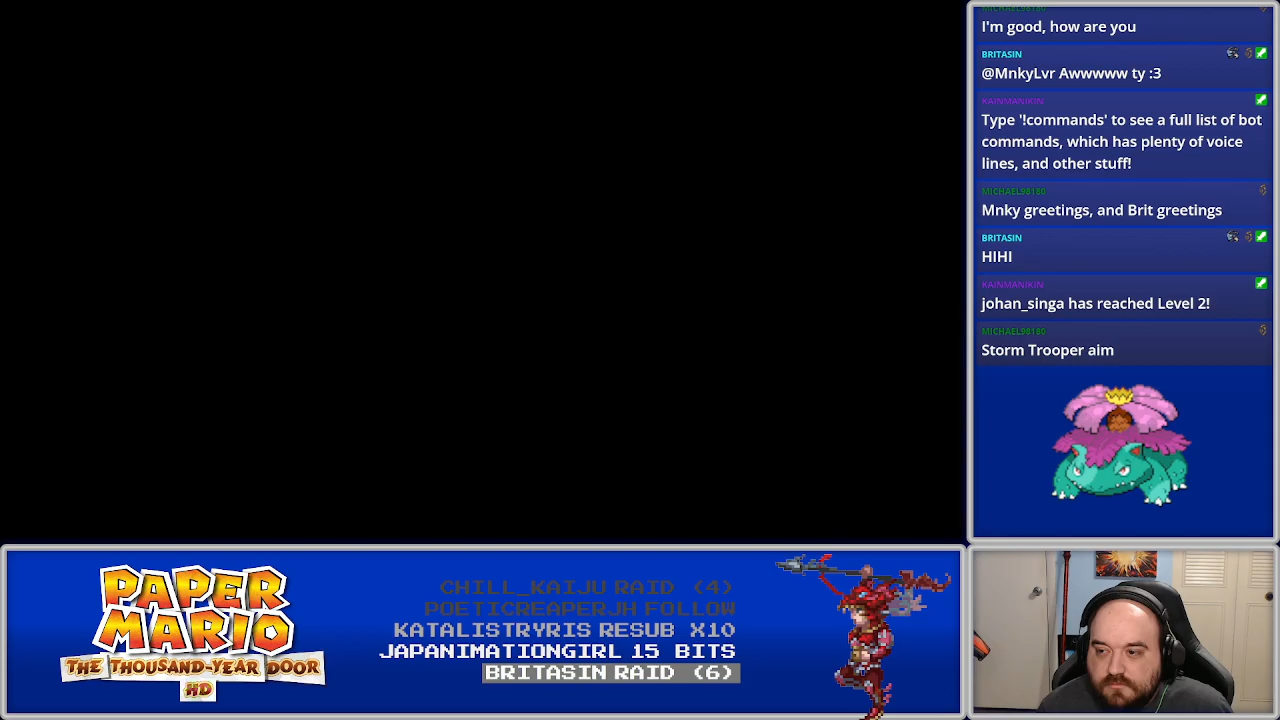 MICHAEL98180
I'm good, how are you
BRITASIN
@MnkyLvr Awwwww ty :3
KAINMANIKIN
Type '!commands' to see a full list of bot
commands, which has plenty of voice
lines, and other stuff!
MICHAEL98180
Mnky greetings, and Brit greetings
BRITASIN
HIHI
KAINMANIKIN
johan_singa has reached Level 2!
MICHAEL98180
Storm Trooper aim
PAPER
MARIO
THE THOUSAND-YEAR DOOR
HD
CHILL_KAIJU RAID (4)
POETICREAPERJH FOLLOW
KATALISTRYRIS RESUB X10
JAPANIMATIONGIRL 15 BITS
BRITASIN RAID (6)